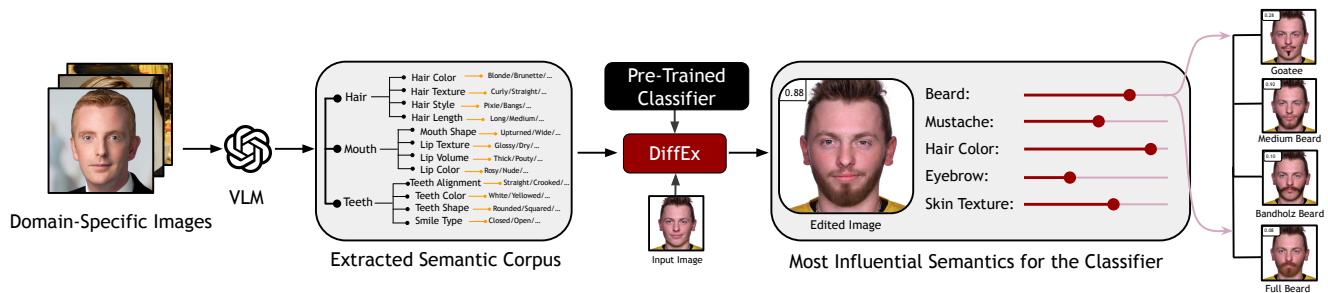 Domain-Specific Images
VLM
Hair
Hair Color
Blonde/Brunette/...
Hair Texture
Curly/Straight/...
Hair Style
Pixie/Bangs/...
Hair Length
Long/Medium/...
Mouth
Mouth Shape
Upturned/Wide/...
Lip Texture
Glossy/Dry/...
Lip Volume
Thick/Pouty/...
Lip Color
Rosy/Nude/...
Teeth
Teeth Alignment
Straight/Crooked/...
Teeth Color
White/Yellowed/...
Teeth Shape
Rounded/Squared/...
Smile Type
Closed/Open/...
Extracted Semantic Corpus
Pre-Trained
Classifier
DiffEx
Input Image
0.88
Edited Image
Beard:
Mustache:
Hair Color:
Eyebrow:
Skin Texture:
Most Influential Semantics for the Classifier
0.28
Goatee
0.92
Medium Beard
0.10
Bandholz Beard
0.08
Full Beard